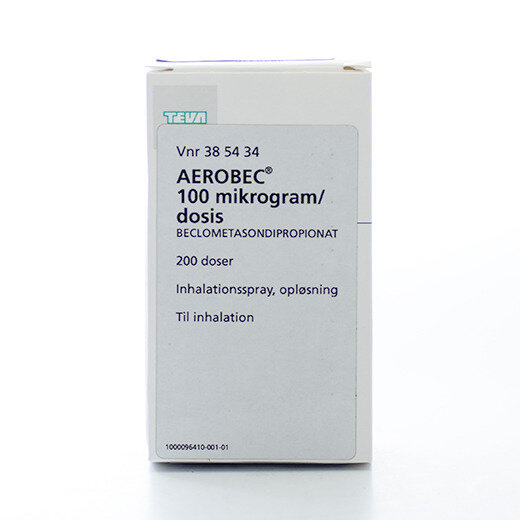 TEVA
Vnr 38 54 34
AEROBEC®
100 mikrogram/
dosis
BECLOMETASONDIPROPIONAT
200 doser
Inhalationsspray, opløsning
Til inhalation
1000096410-001-01